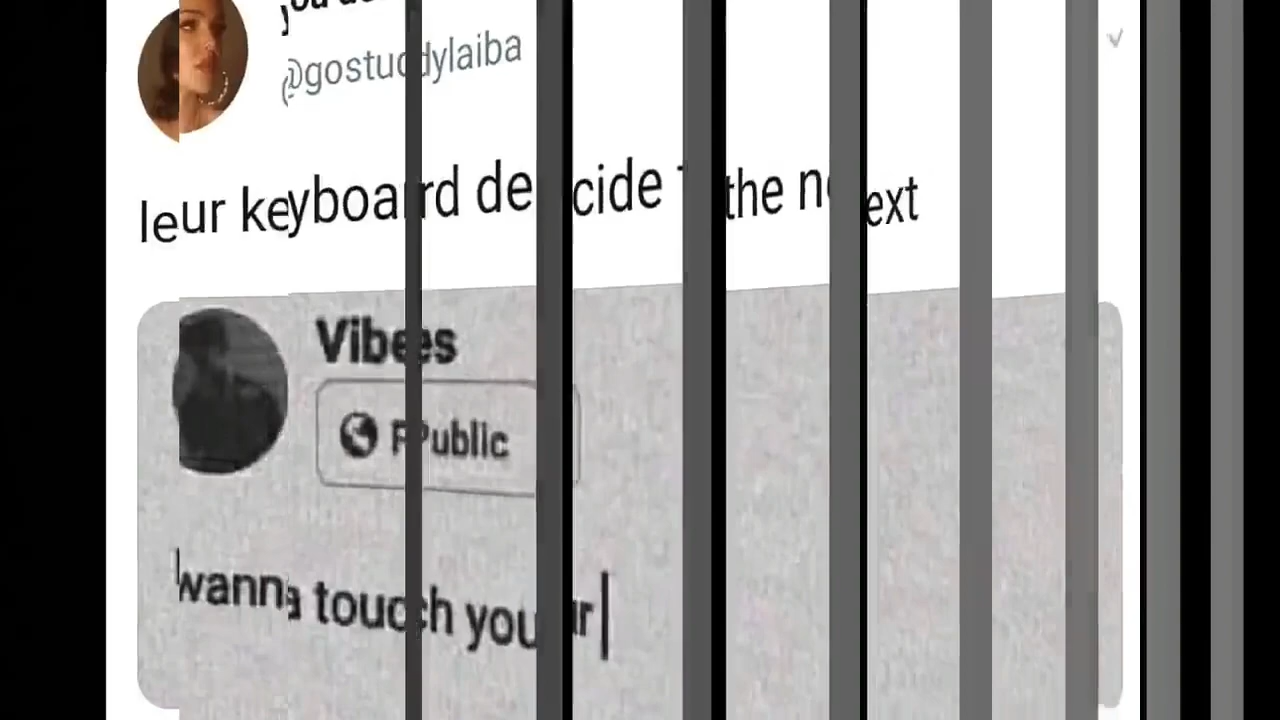 @gostudylaiba
leur keyboard decide the next
Vibes
Public
wanna touch your